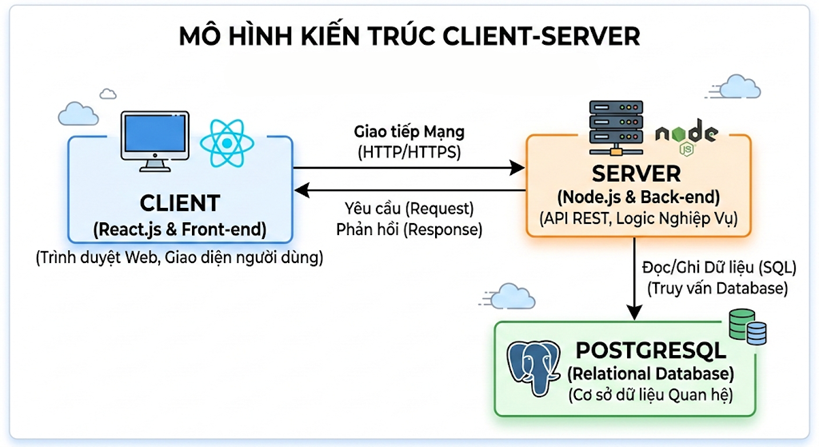 MÔ HÌNH KIẾN TRÚC CLIENT-SERVER
CLIENT
(React.js & Front-end)
(Trình duyệt Web, Giao diện người dùng)
Giao tiếp Mạng
(HTTP/HTTPS)
Yêu cầu (Request)
Phản hồi (Response)
node
JS
SERVER
(Node.js & Back-end)
(API REST, Logic Nghiệp Vụ)
Đọc/Ghi Dữ liệu (SQL)
(Truy vấn Database)
POSTGRESQL
(Relational Database)
(Cơ sở dữ liệu Quan hệ)